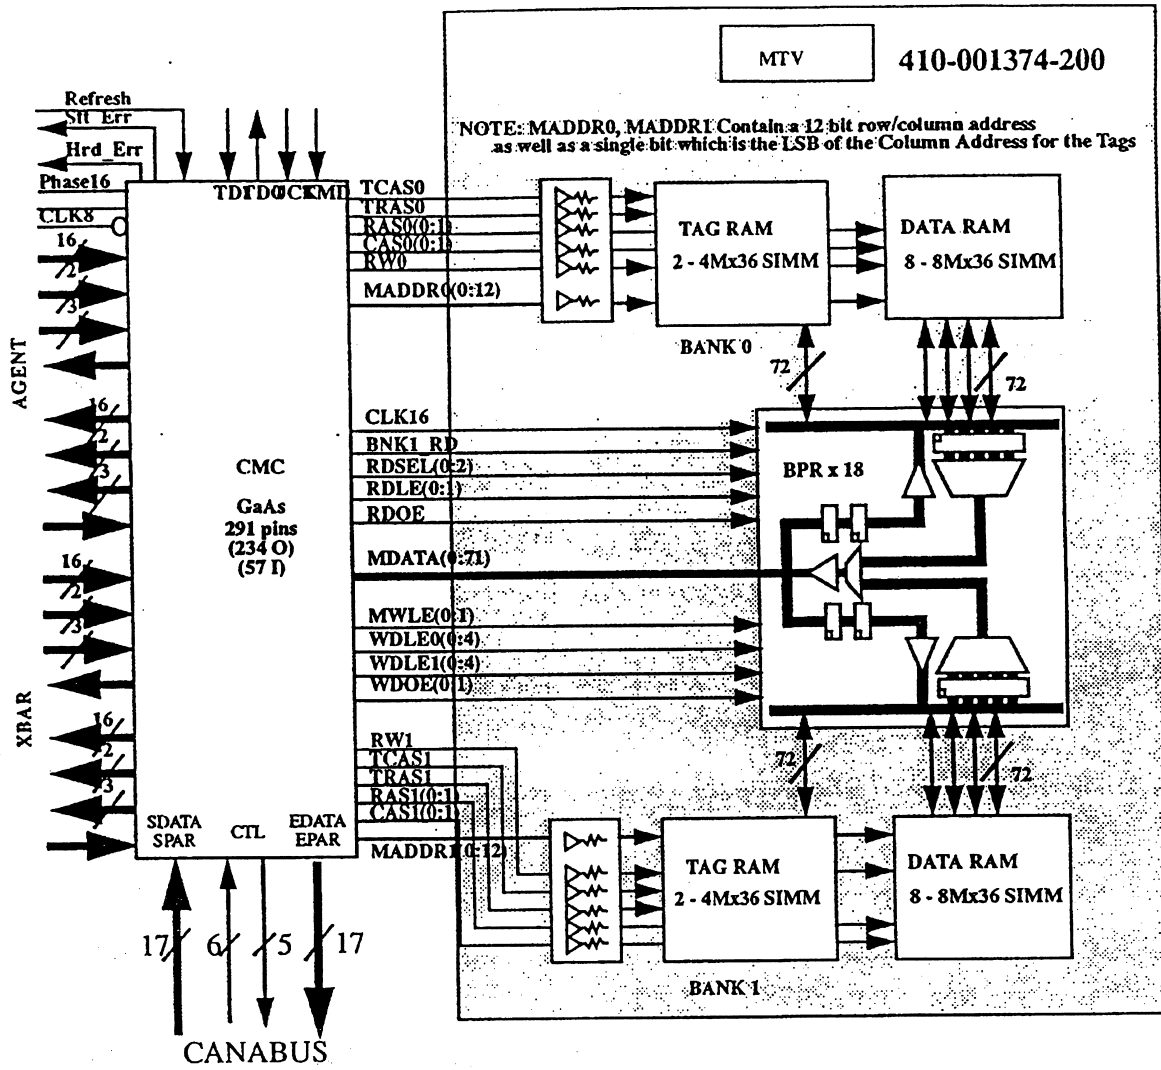 MTV
410-001374-200
NOTE: MADDR0, MADDR1 Contain a 12 bit row/column address
as well as a single bit which is the LSB of the Column Address for the Tags
Refresh
Sft_Err
Hrd_Err
Phase16
CLK8
TDI TDO TCK TMD
TCAS0
TRAS0
RAS0(0:1)
CAS0(0:1)
RW0
MADDR0(0:12)
TAG RAM
2 - 4Mx36 SIMM
DATA RAM
8 - 8Mx36 SIMM
BANK 0
72
72
16
2
3
AGENT
16
2
3
CMC
GaAs
291 pins
(234 O)
(57 I)
CLK16
BNK1_RD
RDSEL(0:2)
RDLE(0:1)
RDOE
MDATA(0:71)
MWLE(0:1)
WDLE0(0:4)
WDLE1(0:4)
WDOE(0:1)
BPR x 18
16
2
3
XBAR
16
2
3
RW1
TCAS1
TRAS1
RAS1(0:1)
CAS1(0:1)
MADDR1(0:12)
72
72
TAG RAM
2 - 4Mx36 SIMM
DATA RAM
8 - 8Mx36 SIMM
BANK 1
SDATA
SPAR
CTL
EDATA
EPAR
17
6
5
17
CANABUS